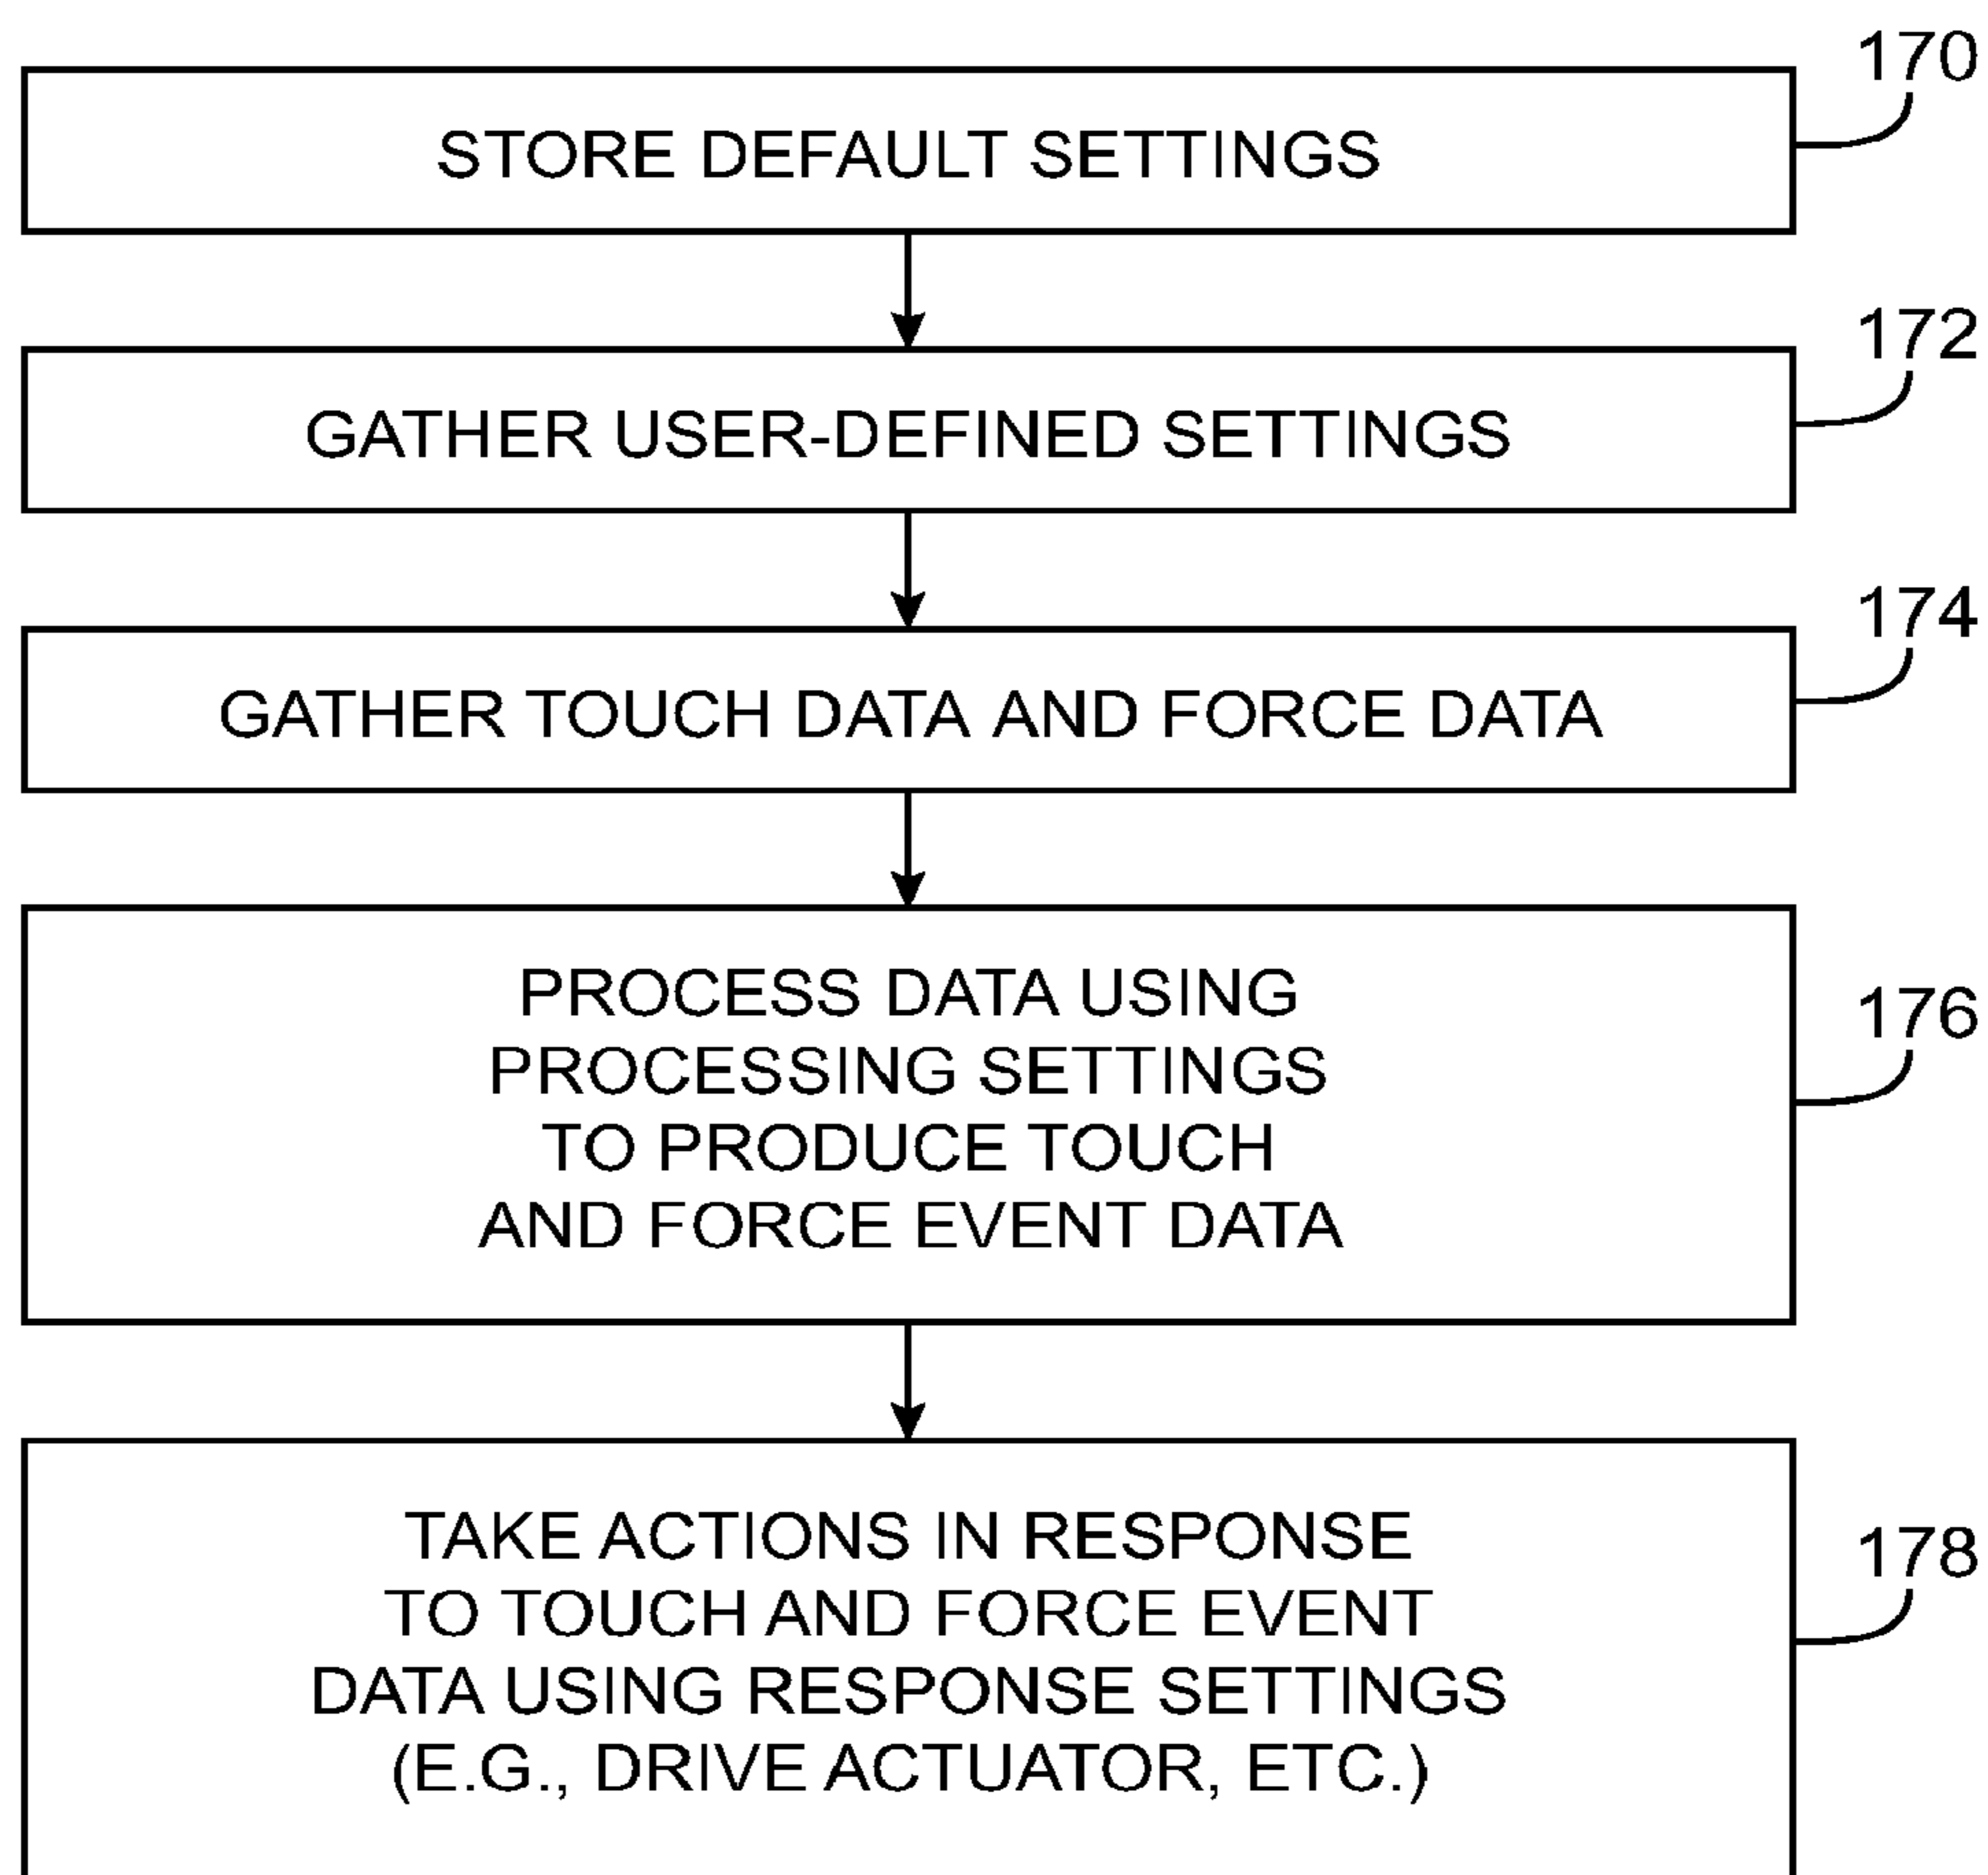 170
STORE DEFAULT SETTINGS
172
GATHER USER-DEFINED SETTINGS
174
GATHER TOUCH DATA AND FORCE DATA
PROCESS DATA USING
176
PROCESSING SETTINGS
TO PRODUCE TOUCH
AND FORCE EVENT DATA
TAKE ACTIONS IN RESPONSE
178
TO TOUCH AND FORCE EVENT
DATA USING RESPONSE SETTINGS
(E.G., DRIVE ACTUATOR, ETC.)